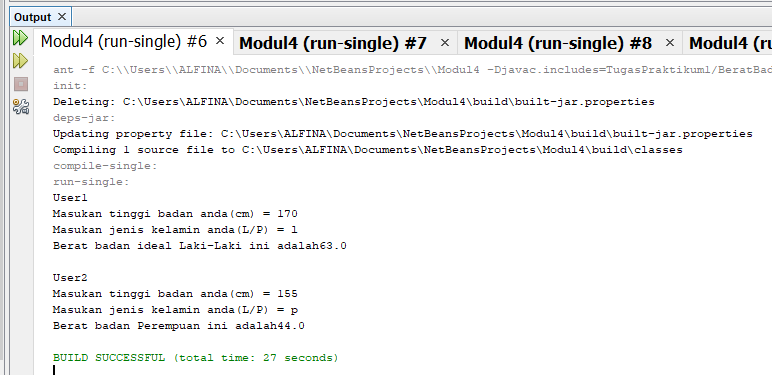 Output
Modul4 (run-single) #6 Modul4 (run-single) #7 Modul4 (run-single) #8 Modul4 (ru
ant -f C:\\Users\\ALFINA\\Documents\\NetBeansProjects\\Modul4 -Djavac.includes=TugasPraktikuml/BeratBad
init:
Deleting: C:\Users\ALFINA\Documents\NetBeansProjects\Modul4\build\built-jar.properties
deps-jar:
Updating property file: C:\Users\ALFINA\Documents\NetBeansProjects\Modul4\build\built-jar.properties
Compiling 1 source file to C:\Users\ALFINA\Documents\NetBeansProjects\Modul4\build\classes
compile-single:
run-single:
User1
Masukan tinggi badan anda(cm) = 170
Masukan jenis kelamin anda(L/P) = l
Berat badan ideal Laki-Laki ini adalah63.0
User2
Masukan tinggi badan anda(cm) = 155
Masukan jenis kelamin anda(L/P) = p
Berat badan Perempuan ini adalah44.0
BUILD SUCCESSFUL (total time: 27 seconds)